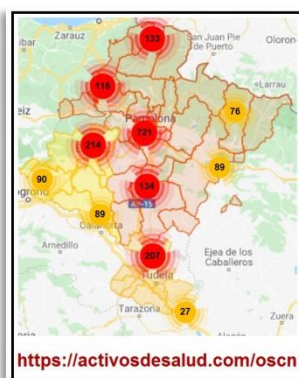 Zarauz
133
San Juan Pie
de Puerto
Oloron-
Larrau
116
76
Pamplona
721
214
89
90
134
89
Calahorra
A-15
Arnedillo
207
Ejea de los
Caballeros
Tudela
Tarazona
27
Zuera
https://activosdesalud.com/oscn